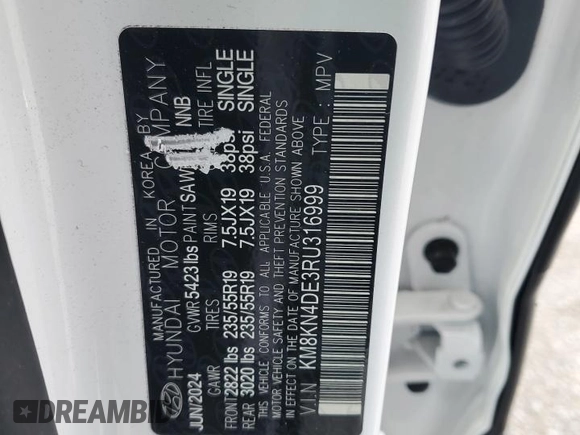 MANUFACTURED IN KOREA BY
HYUNDAI MOTOR COMPANY
JUN/2024 GVWR 5423 lbs PAINT SAW NNB
GAWR TIRES RIMS TIRE INFL
FRONT 2822 lbs 235/55R19 7.5JX19 38psi SINGLE
REAR 3020 lbs 235/55R19 7.5JX19 38psi SINGLE
THIS VEHICLE CONFORMS TO ALL APPLICABLE U.S.A. FEDERAL
MOTOR VEHICLE SAFETY AND THEFT PREVENTION STANDARDS
IN EFFECT ON THE DATE OF MANUFACTURE SHOWN ABOVE
V.I.N: KM8KN4DE3RU316999 TYPE : MPV
DREAMBID